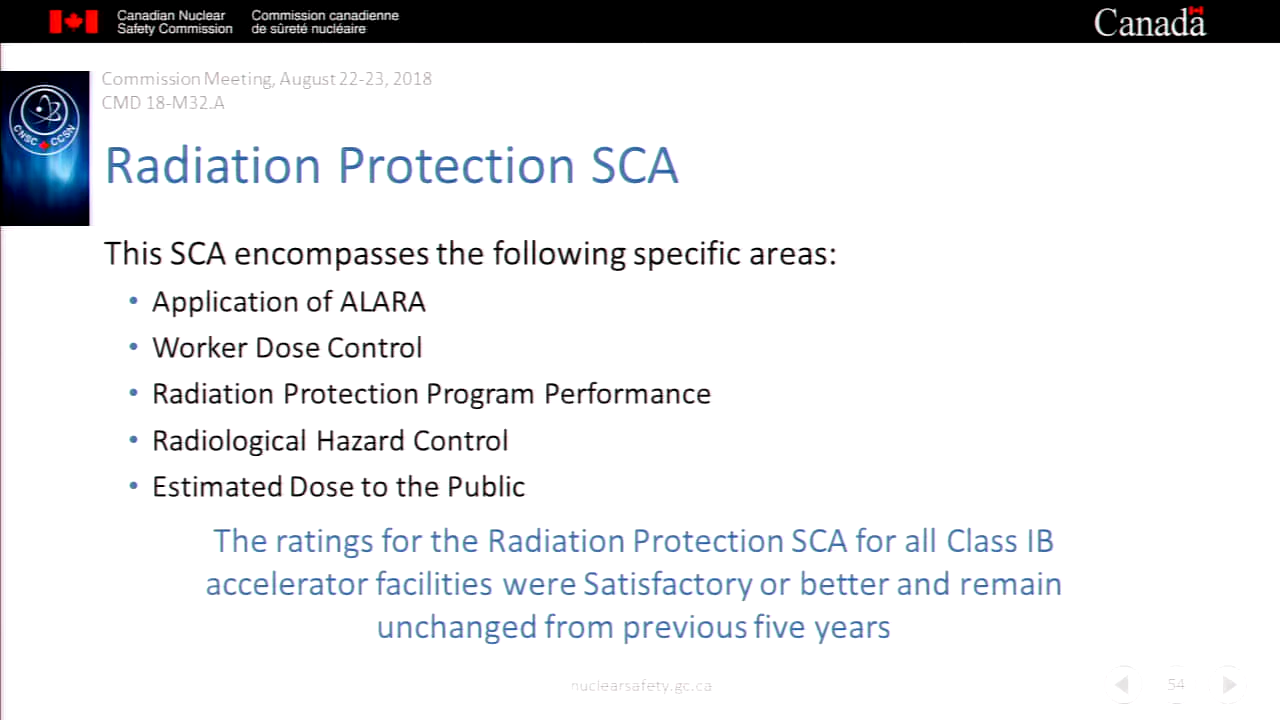 Canadian Nuclear
Safety Commission
Commission canadienne
de sûreté nucléaire
Canada
Commission Meeting, August 22-23, 2018
CMD 18-M32.A
CNSC CCSN
Radiation Protection SCA
This SCA encompasses the following specific areas:
• Application of ALARA
• Worker Dose Control
• Radiation Protection Program Performance
• Radiological Hazard Control
• Estimated Dose to the Public
The ratings for the Radiation Protection SCA for all Class IB
accelerator facilities were Satisfactory or better and remain
unchanged from previous five years
nuclearsafety.gc.ca
54